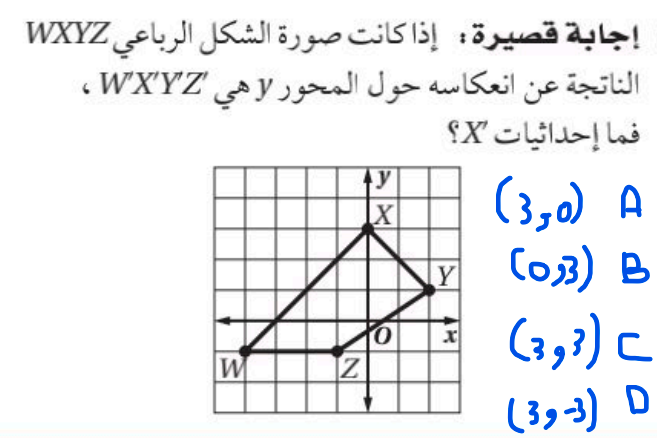 إجابة قصيرة: إذا كانت صورة الشكل الرباعي WXYZ
الناتجة عن انعكاسه حول المحور y هي W'X'Y'Z'،
فما إحداثيات X'؟
y
X
Y
O
x
W
Z
(3,0) A
(0,3) B
(3,3) C
(3,-3) D